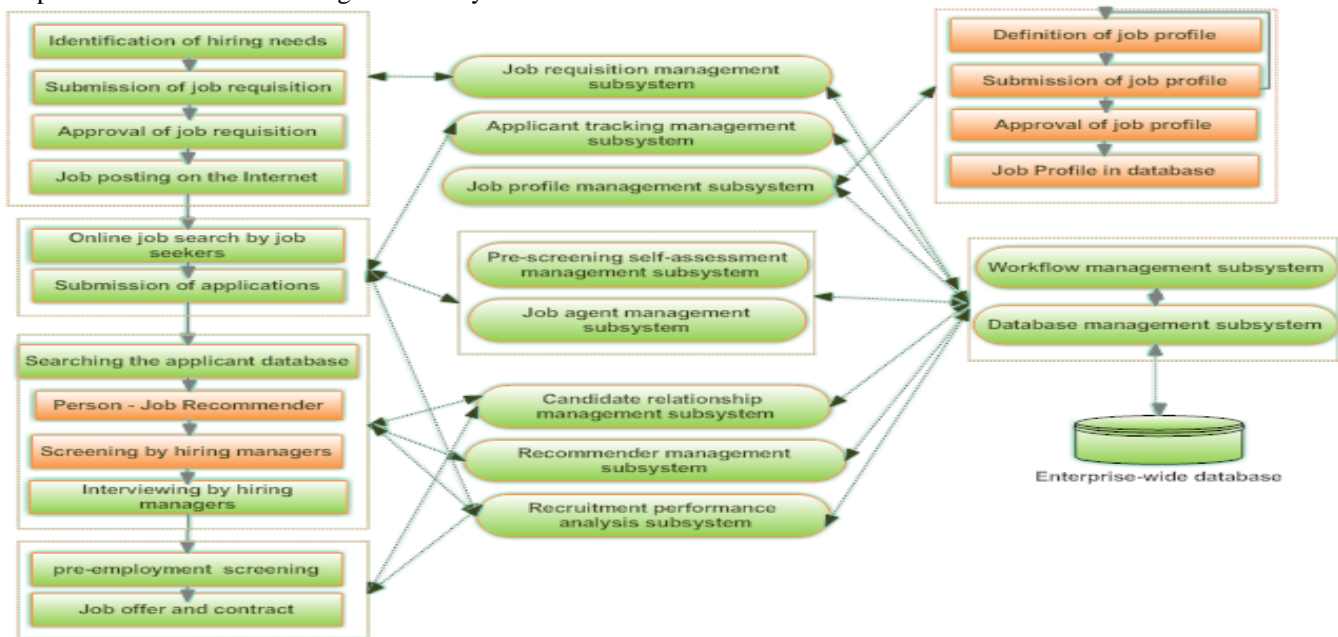 Identification of hiring needs
Submission of job requisition
Approval of job requisition
Job posting on the Internet
Online job search by job
seekers
Submission of applications
Searching the applicant database
Person - Job Recommender
Screening by hiring managers
Interviewing by hiring
managers
pre-employment screening
Job offer and contract
Job requisition management
subsystem
Applicant tracking management
subsystem
Job profile management subsystem
Pre-screening self-assessment
management subsystem
Job agent management
subsystem
Candidate relationship
management subsystem
Recommender management
subsystem
Recruitment performance
analysis subsystem
Definition of job profile
Submission of job profile
Approval of job profile
Job Profile in database
Workflow management subsystem
Database management subsystem
Enterprise-wide database